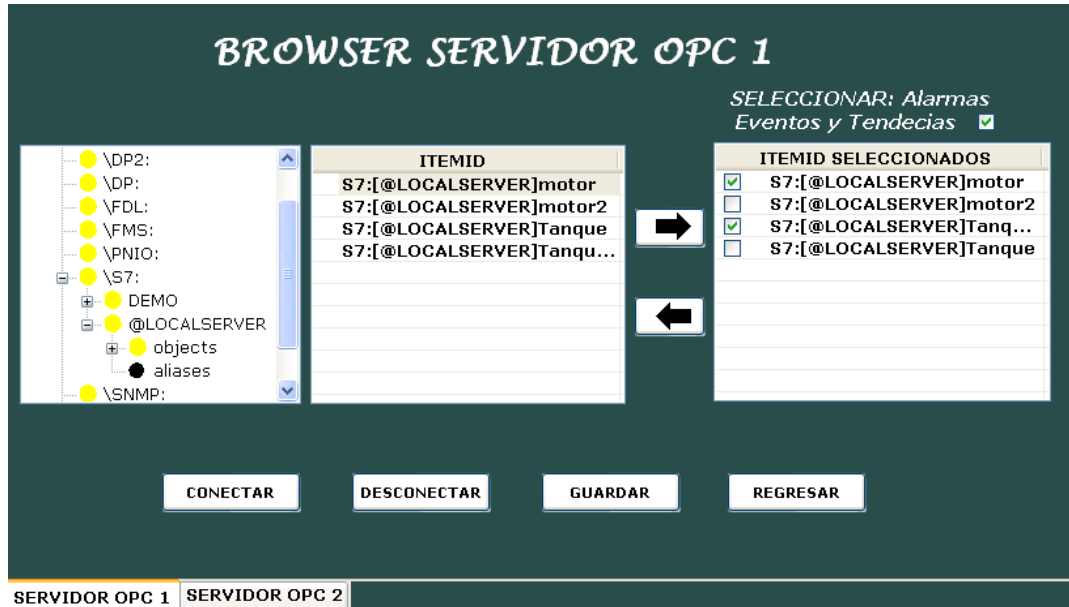 BROWSER SERVIDOR OPC 1
SELECCIONAR: Alarmas
Eventos y Tendecias
\DP2:
\DP:
\FDL:
\FMS:
\PNIO:
\S7:
DEMO
@LOCALSERVER
objects
aliases
\SNMP:
ITEMID
S7:[@LOCALSERVER]motor
S7:[@LOCALSERVER]motor2
S7:[@LOCALSERVER]Tanque
S7:[@LOCALSERVER]Tanqu...
ITEMID SELECCIONADOS
S7:[@LOCALSERVER]motor
S7:[@LOCALSERVER]motor2
S7:[@LOCALSERVER]Tanq...
S7:[@LOCALSERVER]Tanque
CONECTAR
DESCONECTAR
GUARDAR
REGRESAR
SERVIDOR OPC 1
SERVIDOR OPC 2